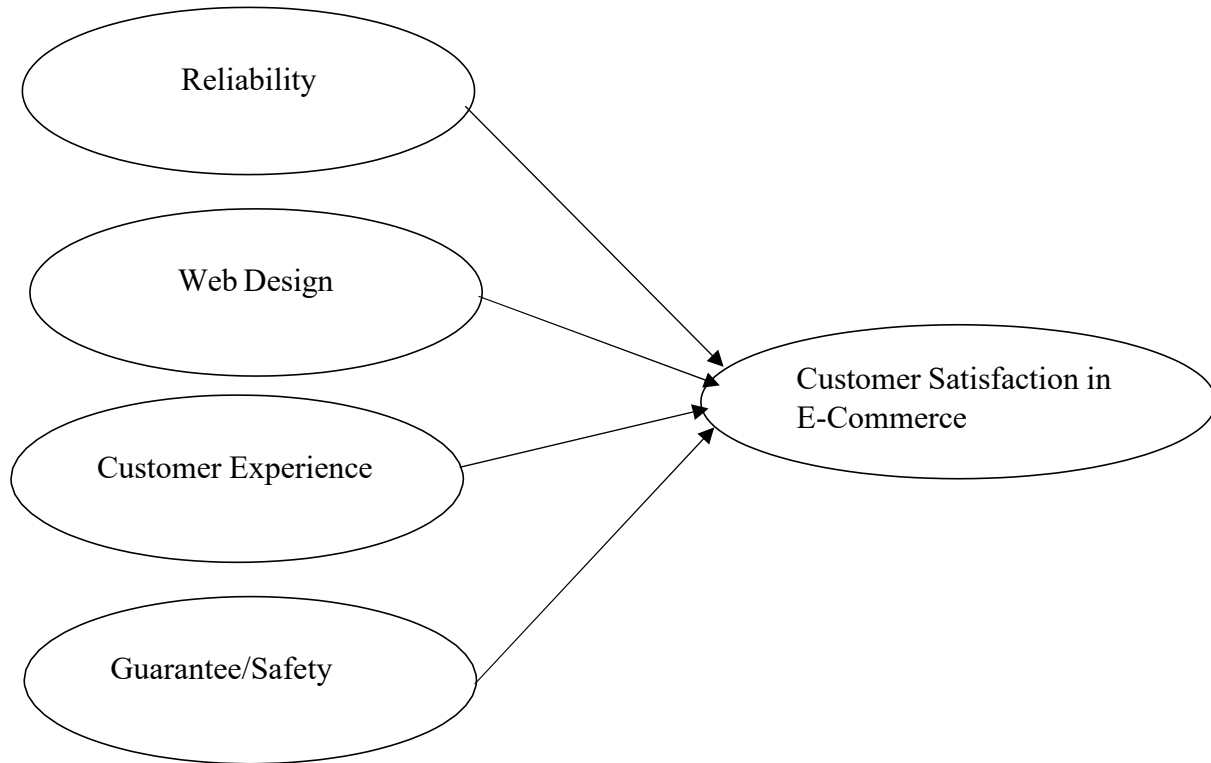 Reliability
Web Design
Customer Experience
Guarantee/Safety
Customer Satisfaction in
E-Commerce